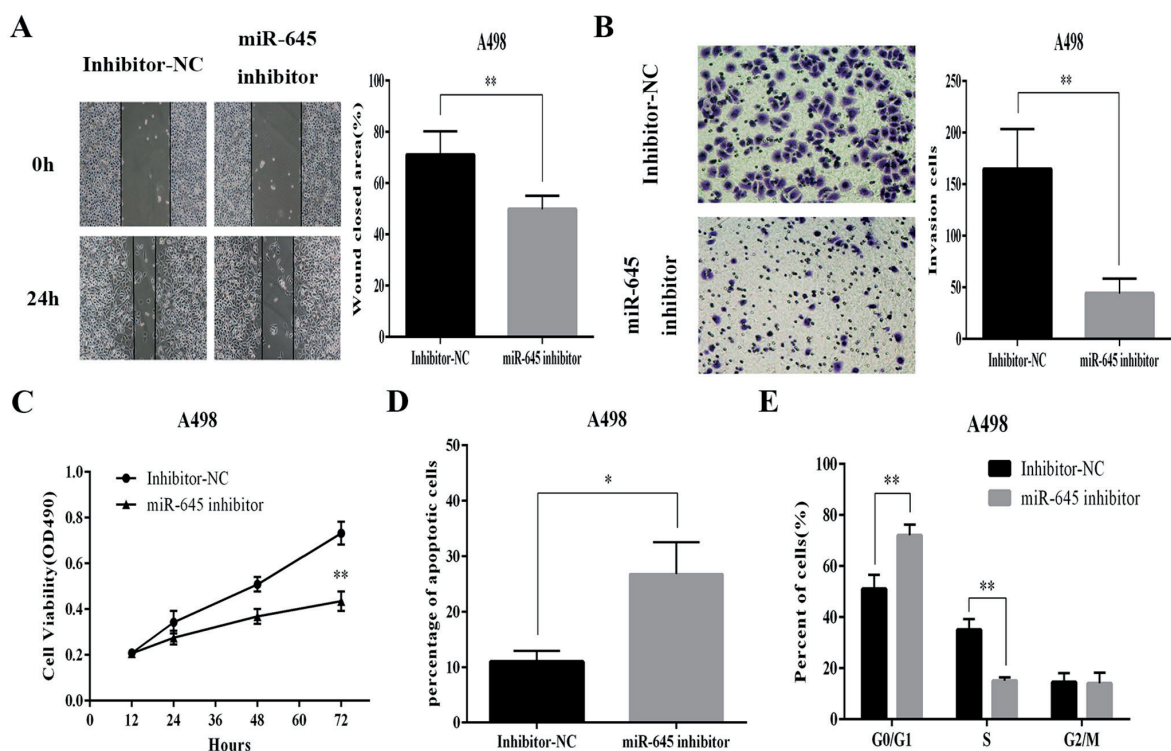 A
Inhibitor-NC
miR-645
inhibitor
0h
24h
A498
Wound closed area(%)
100
80
60
40
20
0
**
Inhibitor-NC
miR-645 inhibitor
B
Inhibitor-NC
miR-645
inhibitor
A498
Invasion cells
250
200
150
100
50
0
**
Inhibitor-NC
miR-645 inhibitor
C
A498
Inhibitor-NC
miR-645 inhibitor
Cell Viability(OD490)
1.0
0.8
0.6
0.4
0.2
0.0
**
0 12 24 36 48 60 72
Hours
D
A498
percentage of apoptotic cells
50
40
30
20
10
0
*
Inhibitor-NC
miR-645 inhibitor
E
A498
Inhibitor-NC
miR-645 inhibitor
Percent of cells(%)
100
80
60
40
20
0
**
**
G0/G1 S G2/M